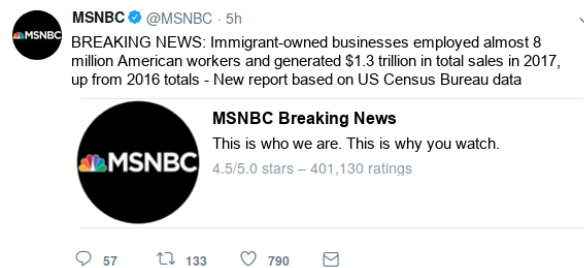 MSNBC @MSNBC · 5h
MSNBC
BREAKING NEWS: Immigrant-owned businesses employed almost 8
million American workers and generated $1.3 trillion in total sales in 2017,
up from 2016 totals - New report based on US Census Bureau data
MSNBC
MSNBC Breaking News
This is who we are. This is why you watch.
4.5/5.0 stars – 401,130 ratings
57 133 790